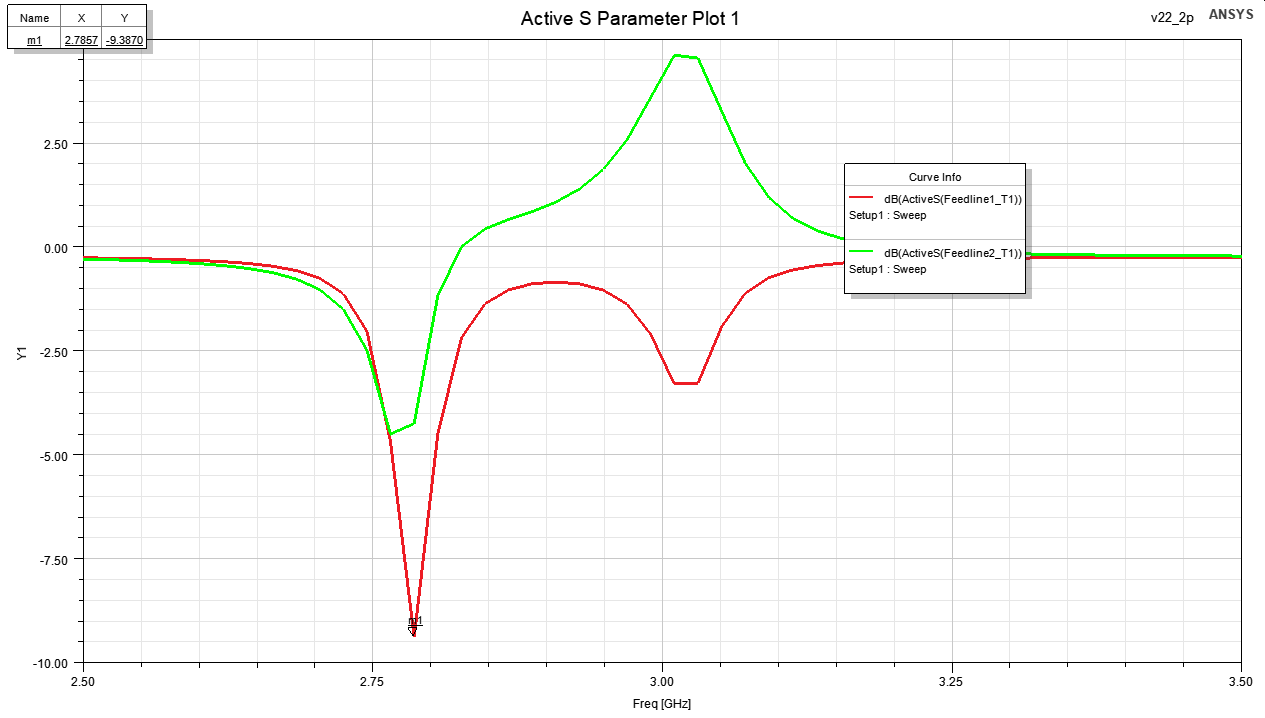 Name X Y
m1 2.7857 -9.3870
Active S Parameter Plot 1
v22_2p ANSYS
Curve Info
dB(ActiveS(Feedline1_T1))
Setup1 : Sweep
dB(ActiveS(Feedline2_T1))
Setup1 : Sweep
2.50
0.00
-2.50
Y1
-5.00
-7.50
m1
-10.00
2.50 2.75 3.00 3.25 3.50
Freq [GHz]